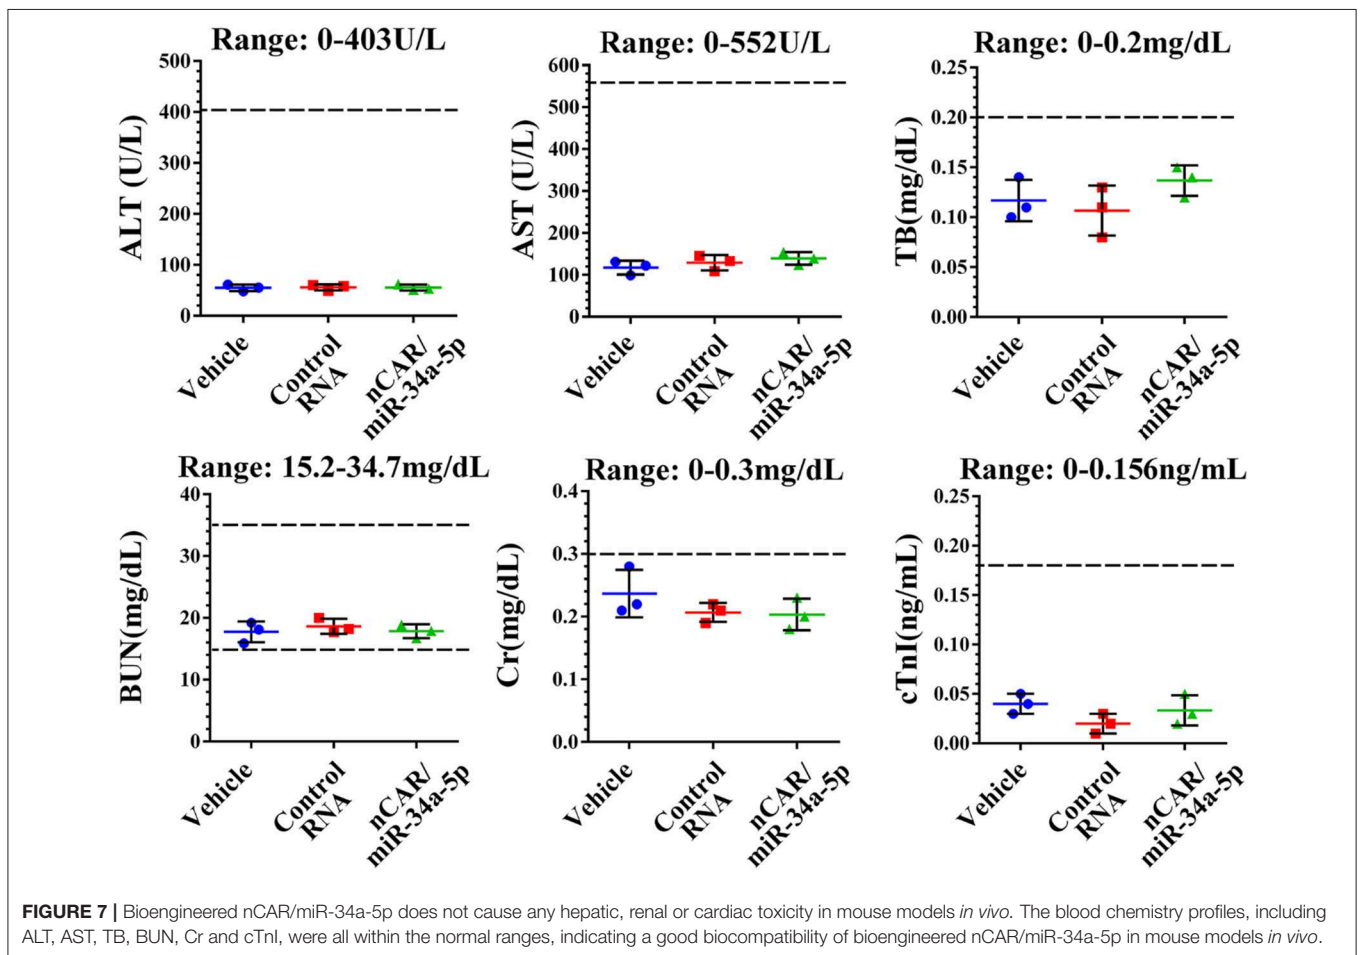 Range: 0-403U/L
ALT (U/L)
500
400
300
200
100
0
Vehicle
Control
RNA
nCAR/
miR-34a-5p
Range: 0-552U/L
AST (U/L)
600
500
400
300
200
100
0
Vehicle
Control
RNA
nCAR/
miR-34a-5p
Range: 0-0.2mg/dL
TB(mg/dL)
0.25
0.20
0.15
0.10
0.05
0.00
Vehicle
Control
RNA
nCAR/
miR-34a-5p
Range: 15.2-34.7mg/dL
BUN(mg/dL)
40
30
20
10
0
Vehicle
Control
RNA
nCAR/
miR-34a-5p
Range: 0-0.3mg/dL
Cr(mg/dL)
0.4
0.3
0.2
0.1
0.0
Vehicle
Control
RNA
nCAR/
miR-34a-5p
Range: 0-0.156ng/mL
cTnI(ng/mL)
0.25
0.20
0.15
0.10
0.05
0.00
Vehicle
Control
RNA
nCAR/
miR-34a-5p
FIGURE 7 | Bioengineered nCAR/miR-34a-5p does not cause any hepatic, renal or cardiac toxicity in mouse models in vivo. The blood chemistry profiles, including
ALT, AST, TB, BUN, Cr and cTnI, were all within the normal ranges, indicating a good biocompatibility of bioengineered nCAR/miR-34a-5p in mouse models in vivo.